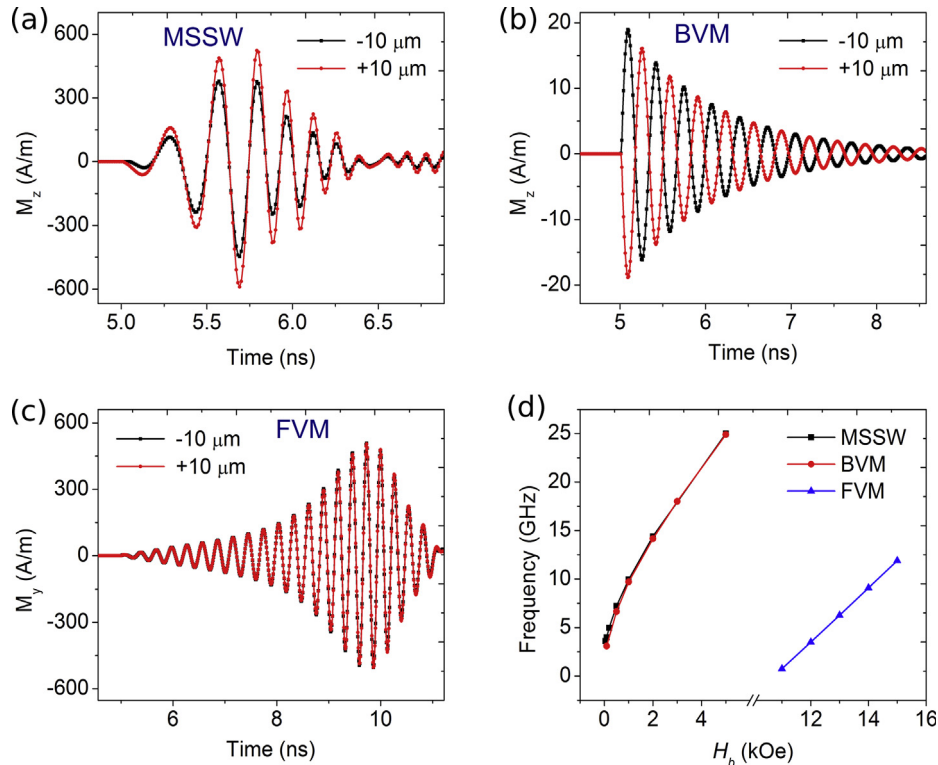 (a)
MSSW
-10 μm
+10 μm
600
300
0
-300
-600
M_z (A/m)
5.0 5.5 6.0 6.5
Time (ns)
(b)
BVM
-10 μm
+10 μm
20
10
0
-10
-20
M_z (A/m)
5 6 7 8
Time (ns)
(c)
FVM
-10 μm
+10 μm
600
300
0
-300
-600
M_y (A/m)
6 8 10
Time (ns)
(d)
MSSW
BVM
FVM
25
20
15
10
5
0
Frequency (GHz)
0 2 4 12 14 16
H_b (kOe)